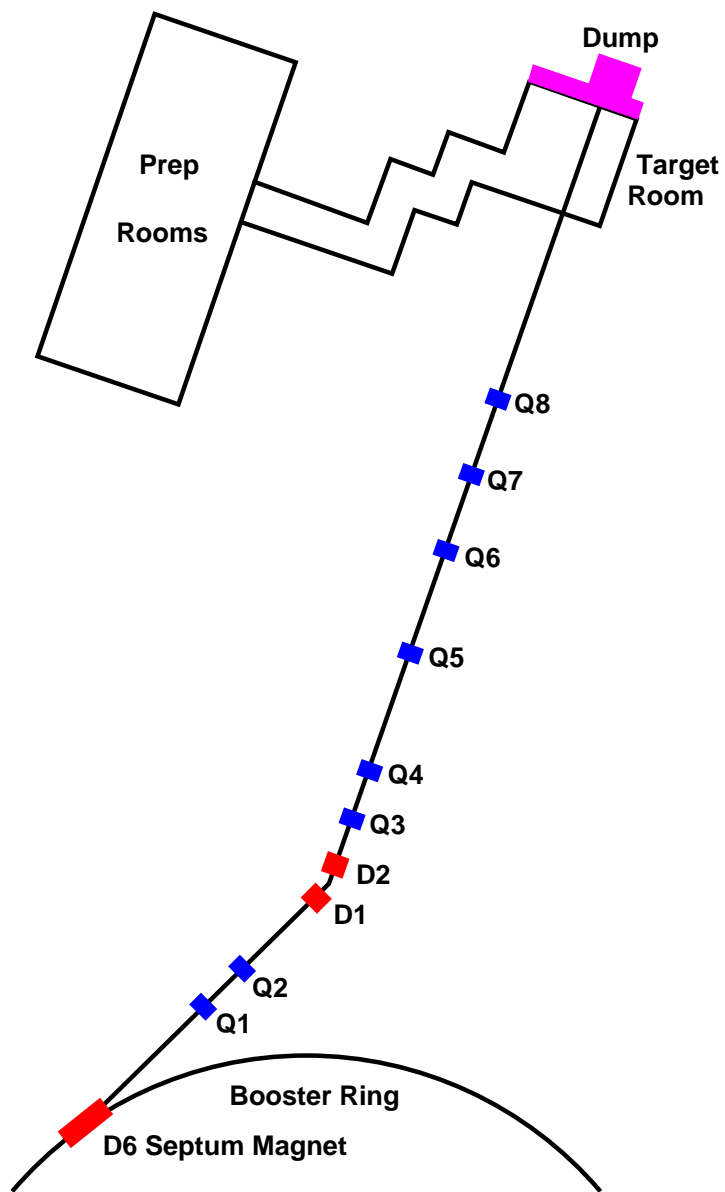 Dump
Prep
Rooms
Target
Room
Q8
Q7
Q6
Q5
Q4
Q3
D2
D1
Q2
Q1
Booster Ring
D6 Septum Magnet